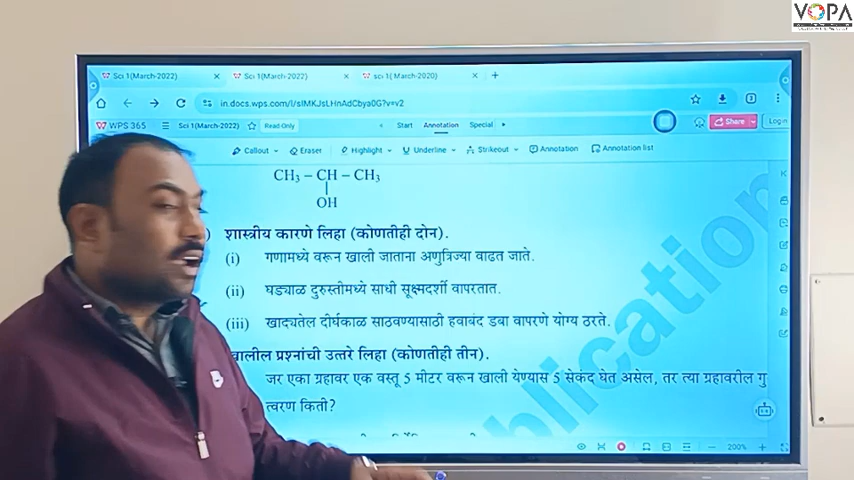 VOPA
Sci 1(March-2022) Sci 1(March-2022) sci 1( March-2020)
in.docs.wps.com/l/sIMKJsLHnAdCbya0G?v=v2
WPS 365 Sci 1(March-2022) Read Only Start Annotation Special Share Login
Callout Eraser Highlight Underline Strikeout Annotation Annotation list
CH3 – CH – CH3
OH
) शास्त्रीय कारणे लिहा (कोणतीही दोन).
(i) गणामध्ये वरून खाली जाताना अणुत्रिज्या वाढत जाते.
(ii) घड्याळ दुरुस्तीमध्ये साधी सूक्ष्मदर्शी वापरतात.
(iii) खाद्यतेल दीर्घकाळ साठवण्यासाठी हवाबंद डबा वापरणे योग्य ठरते.
खालील प्रश्नांची उत्तरे लिहा (कोणतीही तीन).
जर एका ग्रहावर एक वस्तू 5 मीटर वरून खाली येण्यास 5 सेकंद घेत असेल, तर त्या ग्रहावरील गु
त्वरण किती?
blication
200%